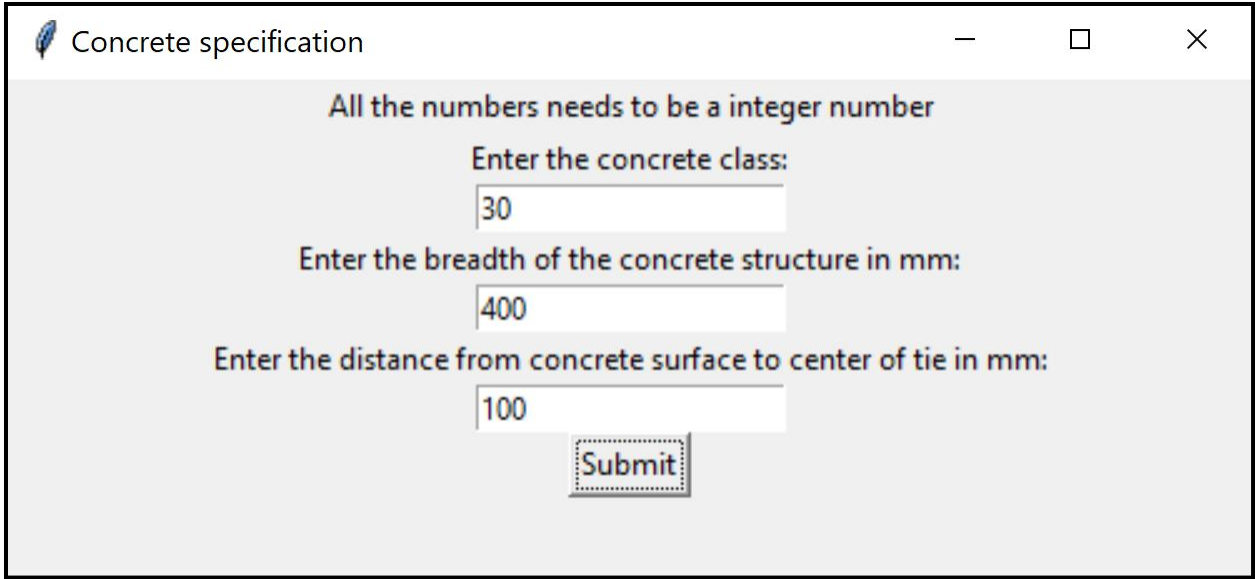 Concrete specification
All the numbers needs to be a integer number
Enter the concrete class:
30
Enter the breadth of the concrete structure in mm:
400
Enter the distance from concrete surface to center of tie in mm:
100
Submit